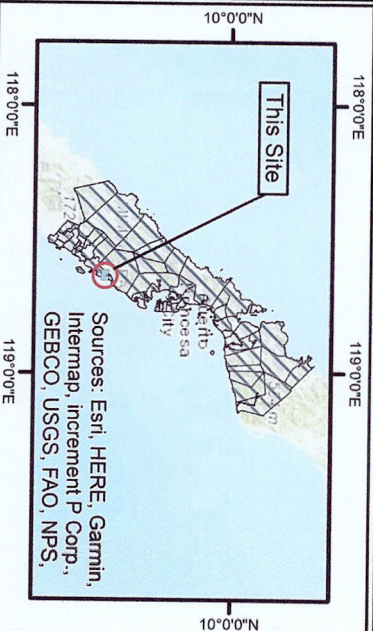 10°0'0"N
118°0'0"E
119°0'0"E
This Site
Sources: Esri, HERE, Garmin,
Intermap, increment P Corp.,
GEBCO, USGS, FAO, NPS,
118°0'0"E
119°0'0"E
10°0'0"N